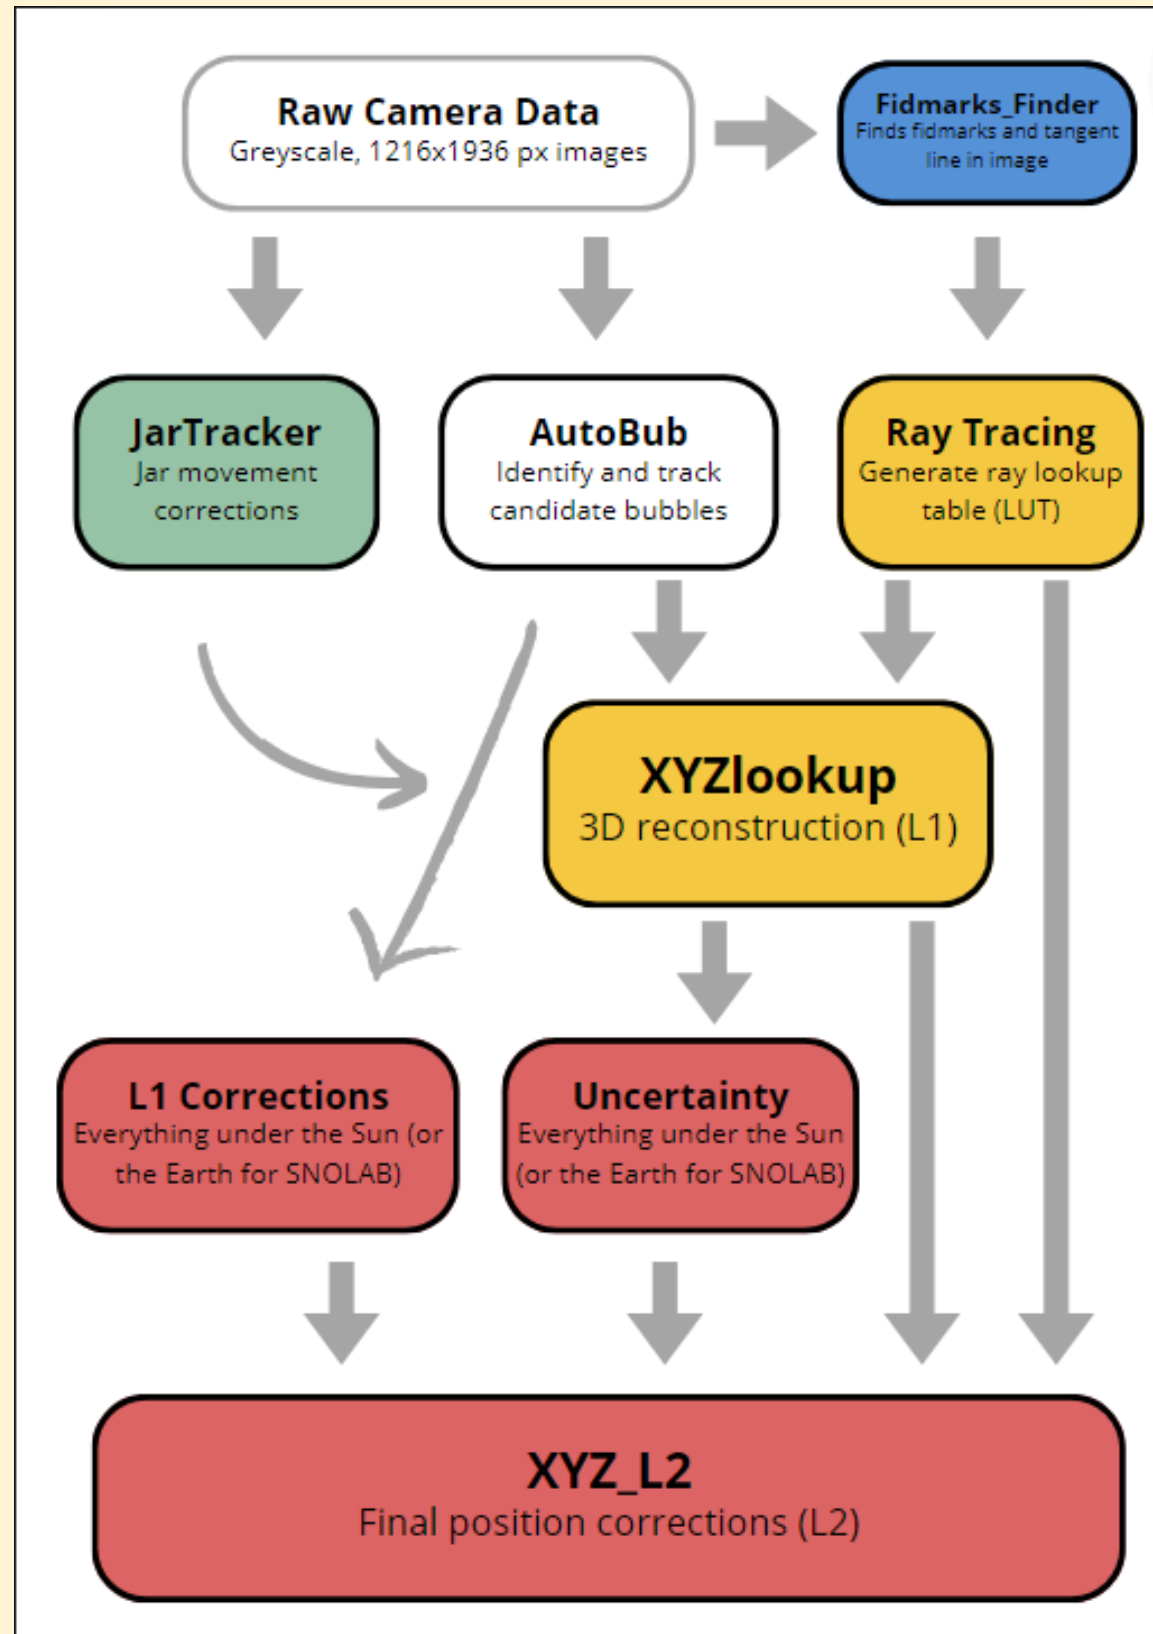 Raw Camera Data
Greyscale, 1216x1936 px images
Fidmarks_Finder
Finds fidmarks and tangent
line in image
JarTracker
Jar movement
corrections
AutoBub
Identify and track
candidate bubbles
Ray Tracing
Generate ray lookup
table (LUT)
XYZlookup
3D reconstruction (L1)
L1 Corrections
Everything under the Sun (or
the Earth for SNOLAB)
Uncertainty
Everything under the Sun
(or the Earth for SNOLAB)
XYZ_L2
Final position corrections (L2)